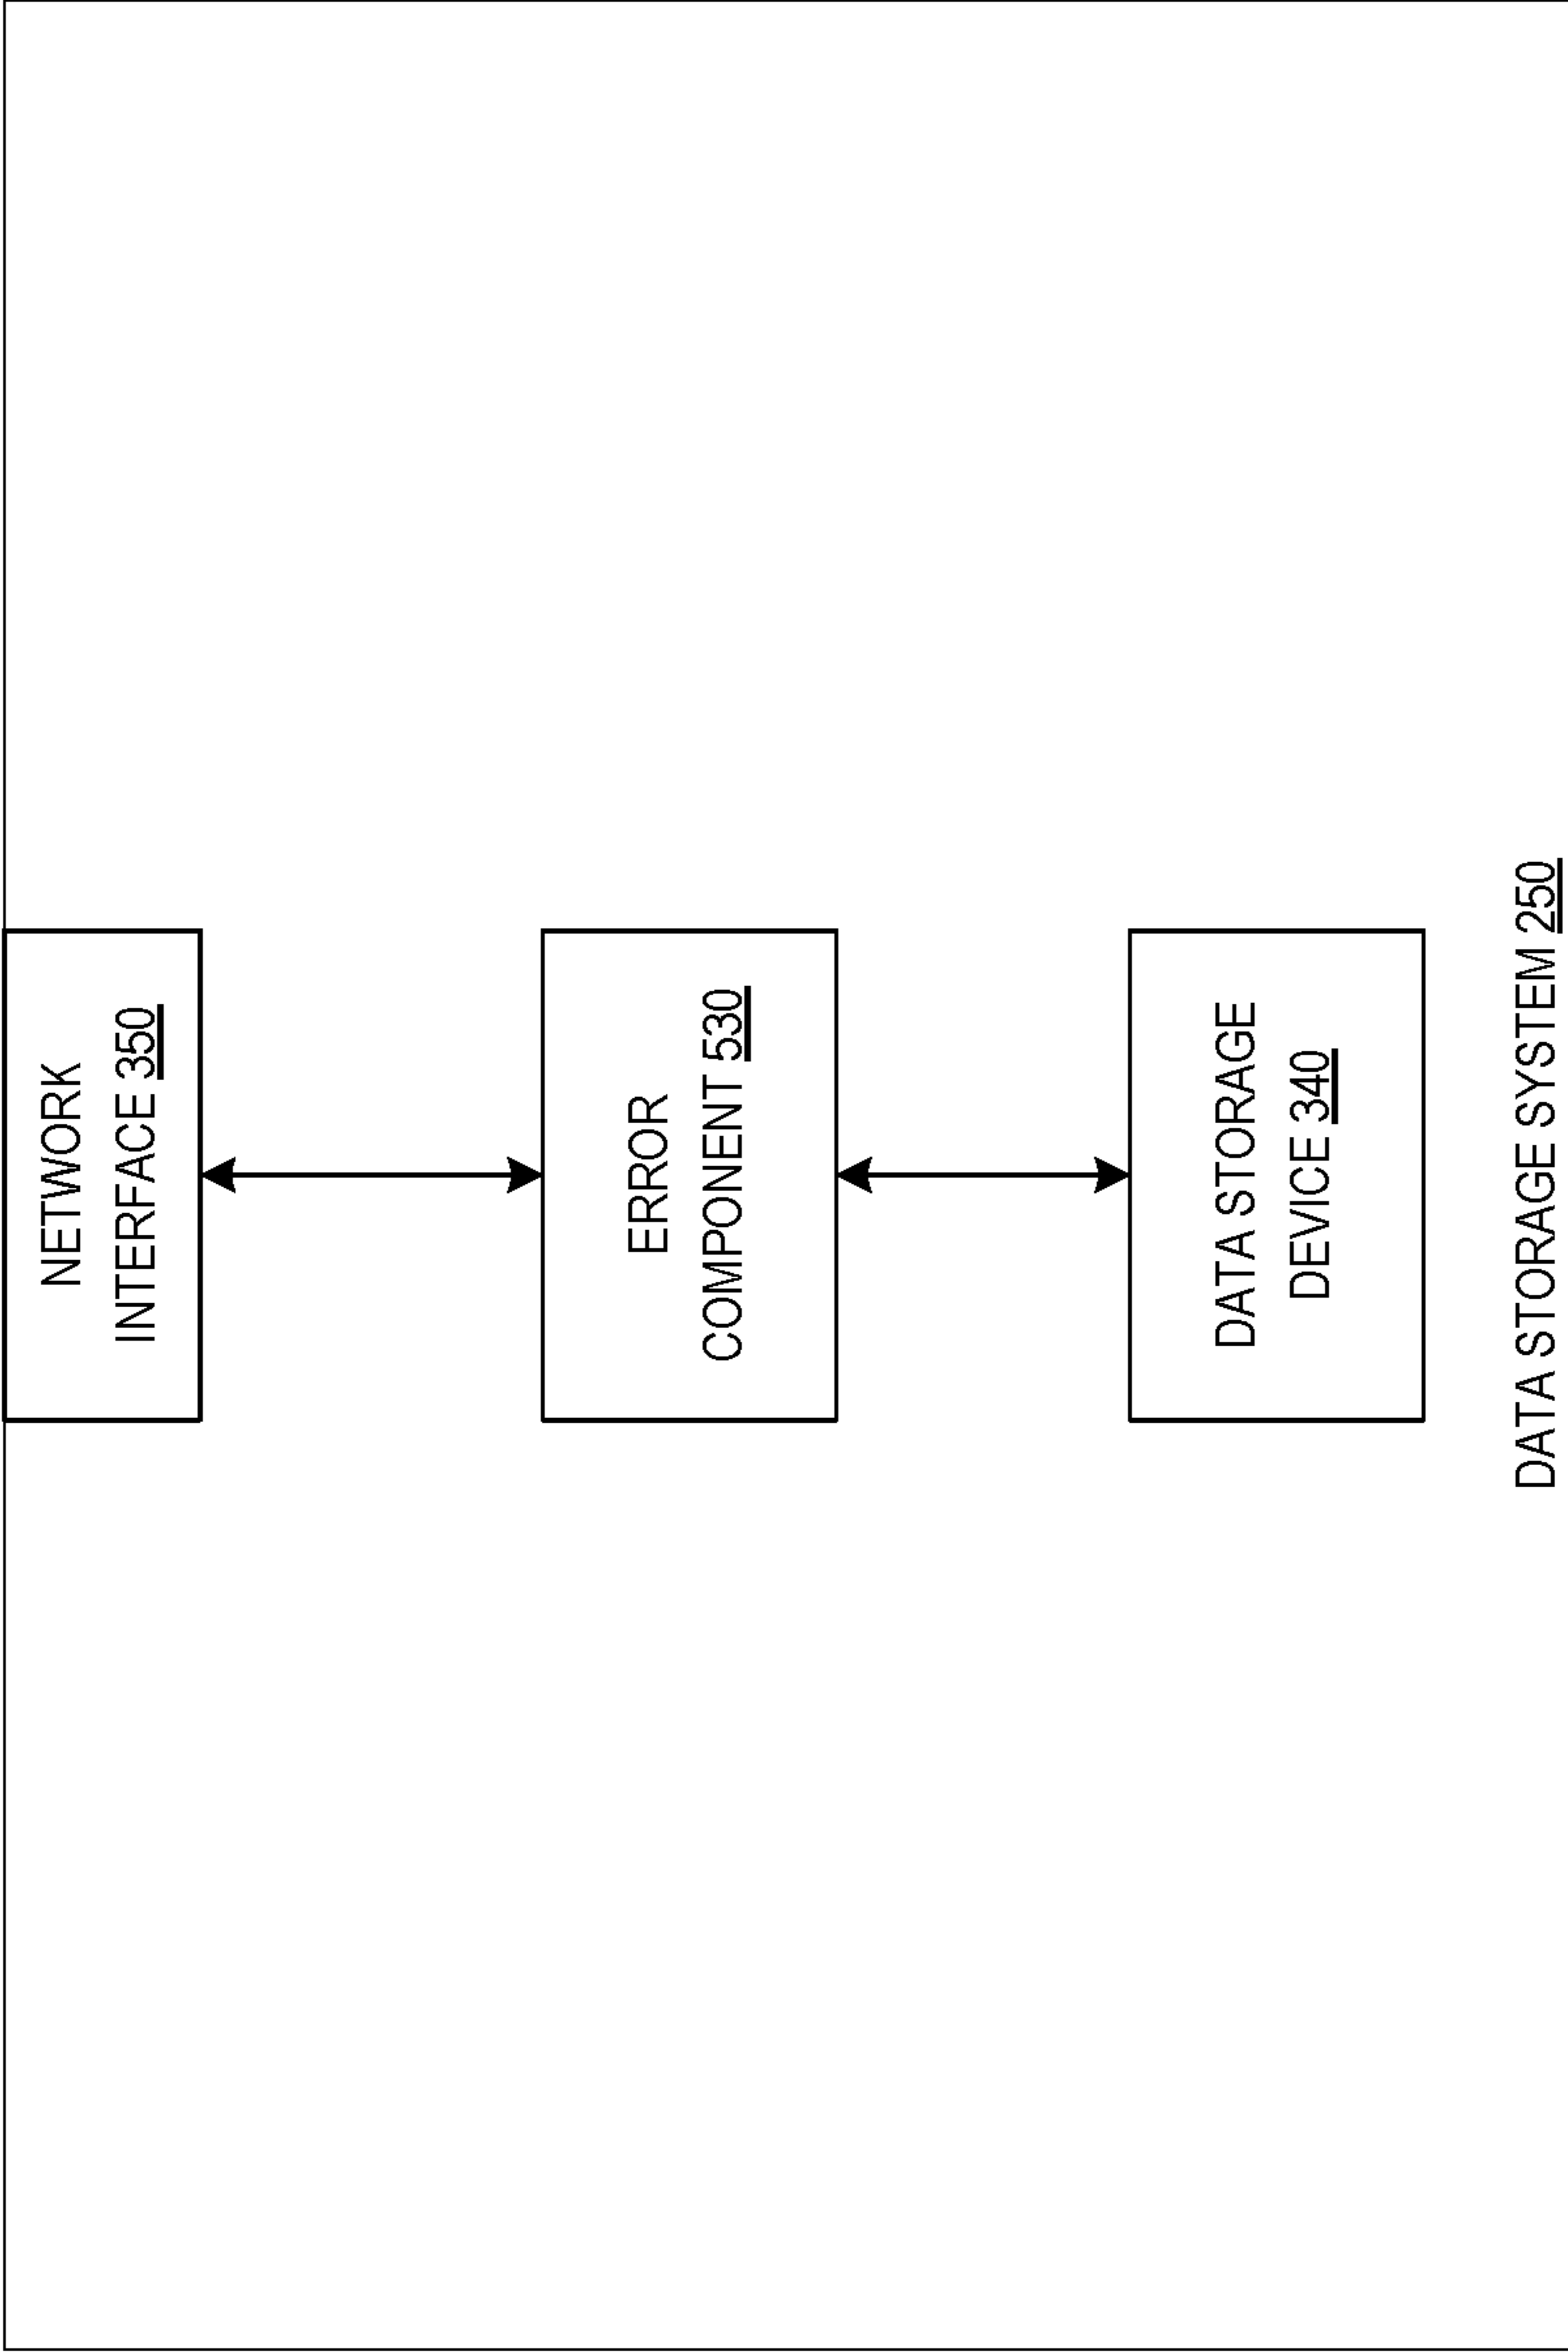 NETWORK
INTERFACE 350
ERROR
COMPONENT 530
DATA STORAGE
DEVICE 340
DATA STORAGE SYSTEM 250